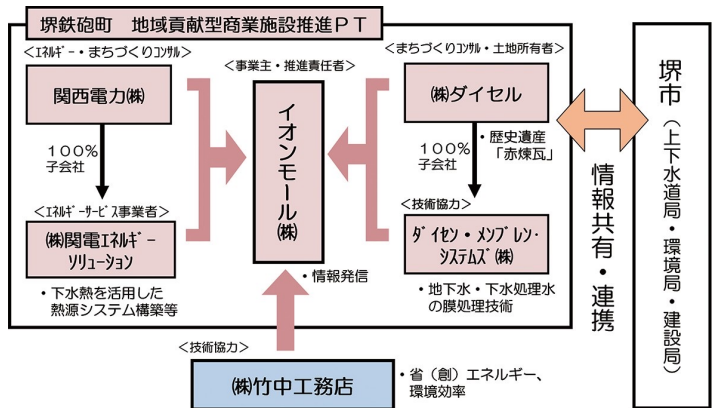 堺鉄砲町 地域貢献型商業施設推進PT
<ｴﾈﾙｷﾞｰ・まちづくりｺﾝｻﾙ>
関西電力㈱
100%
子会社
<ｴﾈﾙｷﾞｰｻｰﾋﾞｽ事業者>
㈱関電ｴﾈﾙｷﾞｰ
ソリューション
・下水熱を活用した
熱源システム構築等
<事業主・推進責任者>
イオンモール㈱
・情報発信
<まちづくりｺﾝｻﾙ・土地所有者>
㈱ダイセル
・歴史遺産
「赤煉瓦」
100%
子会社
<技術協力>
ﾀﾞｲｾﾝ・ﾒﾝﾌﾞﾚﾝ・
ｼｽﾃﾑｽﾞ㈱
・地下水・下水処理水
の膜処理技術
<技術協力>
㈱竹中工務店
・省（創）エネルギー、
環境効率
情報共有・連携
堺市（上下水道局・環境局・建設局）